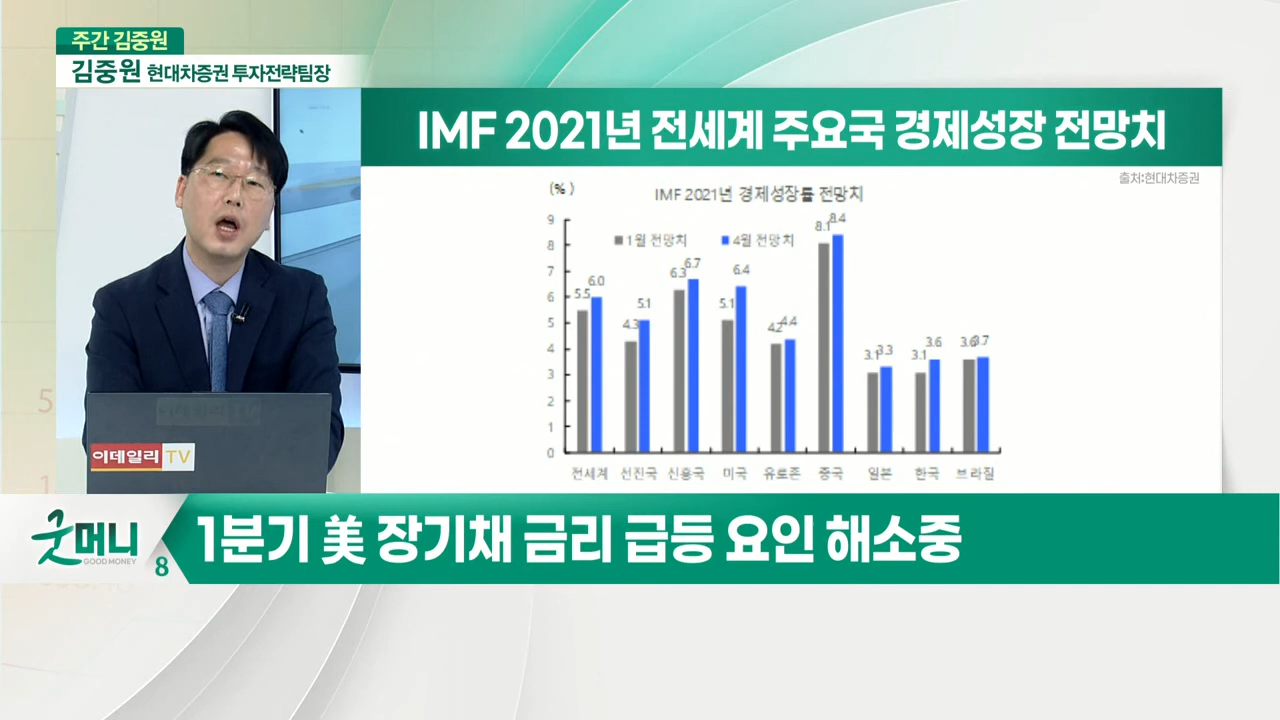 주간 김중원
김중원 현대차증권 투자전략팀장
IMF 2021년 전세계 주요국 경제성장 전망치
출처:현대차증권
(%)
IMF 2021년 경제성장률 전망치
1월 전망치
4월 전망치
9
8
7
6
5
4
3
2
1
0
5.5
6.0
4.3
5.1
6.3
6.7
5.1
6.4
4.2
4.4
8.1
8.4
3.1
3.3
3.1
3.6
3.6
3.7
전세계 선진국 신흥국 미국 유로존 중국 일본 한국 브라질
이데일리 TV
5
1
굿머니
GOOD MONEY
8
1분기 美 장기채 금리 급등 요인 해소중